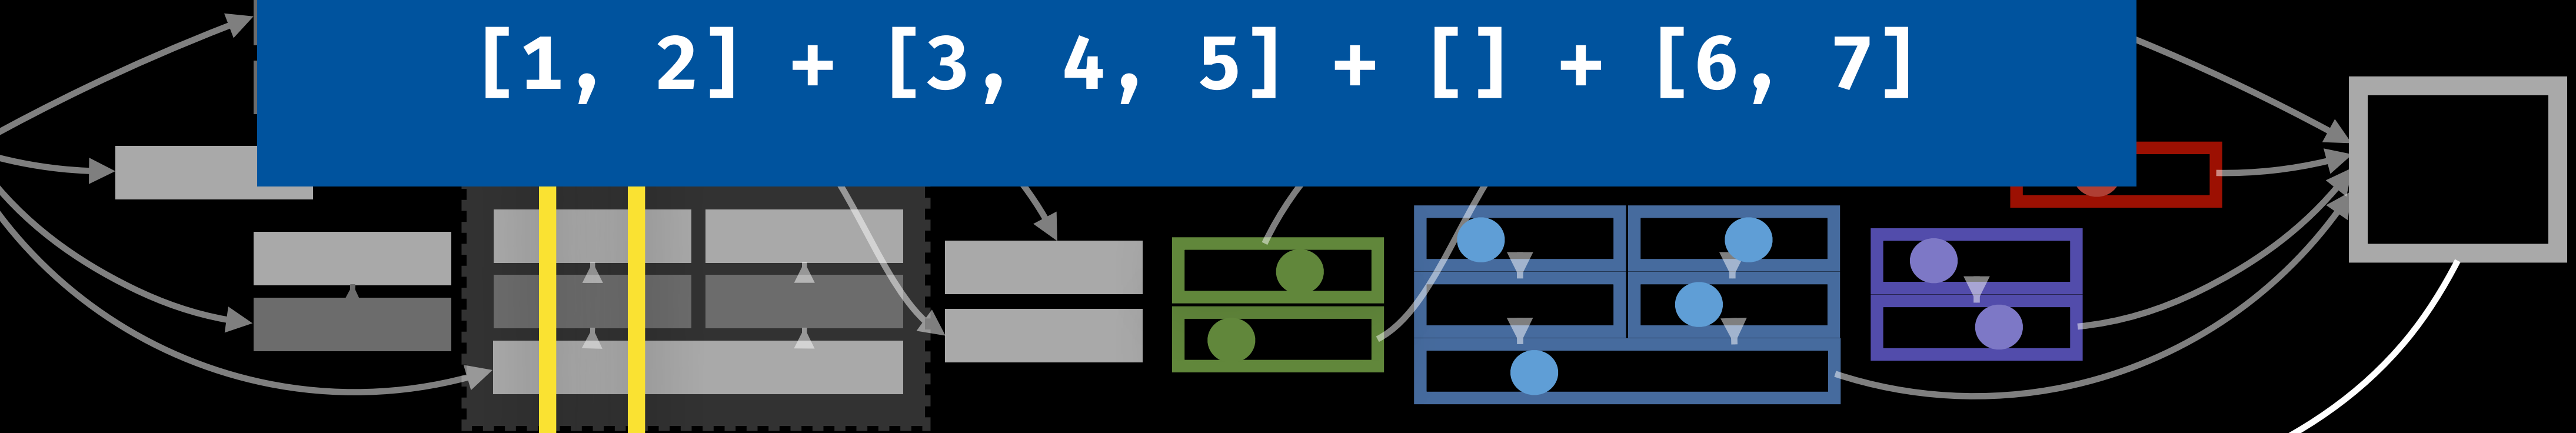 [1, 2] + [3, 4, 5] + [] + [6, 7]